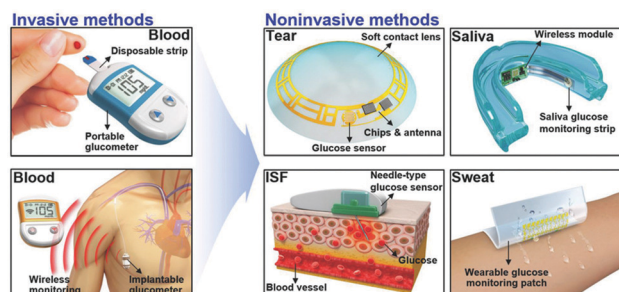 Invasive methods
Blood
Disposable strip
105
Portable
glucometer
Blood
105
Wireless
monitoring
Implantable
glucometer
Noninvasive methods
Tear
Soft contact lens
Chips & antenna
Glucose sensor
Saliva
Wireless module
Saliva glucose
monitoring strip
ISF
Needle-type
glucose sensor
Glucose
Blood vessel
Sweat
Wearable glucose
monitoring patch